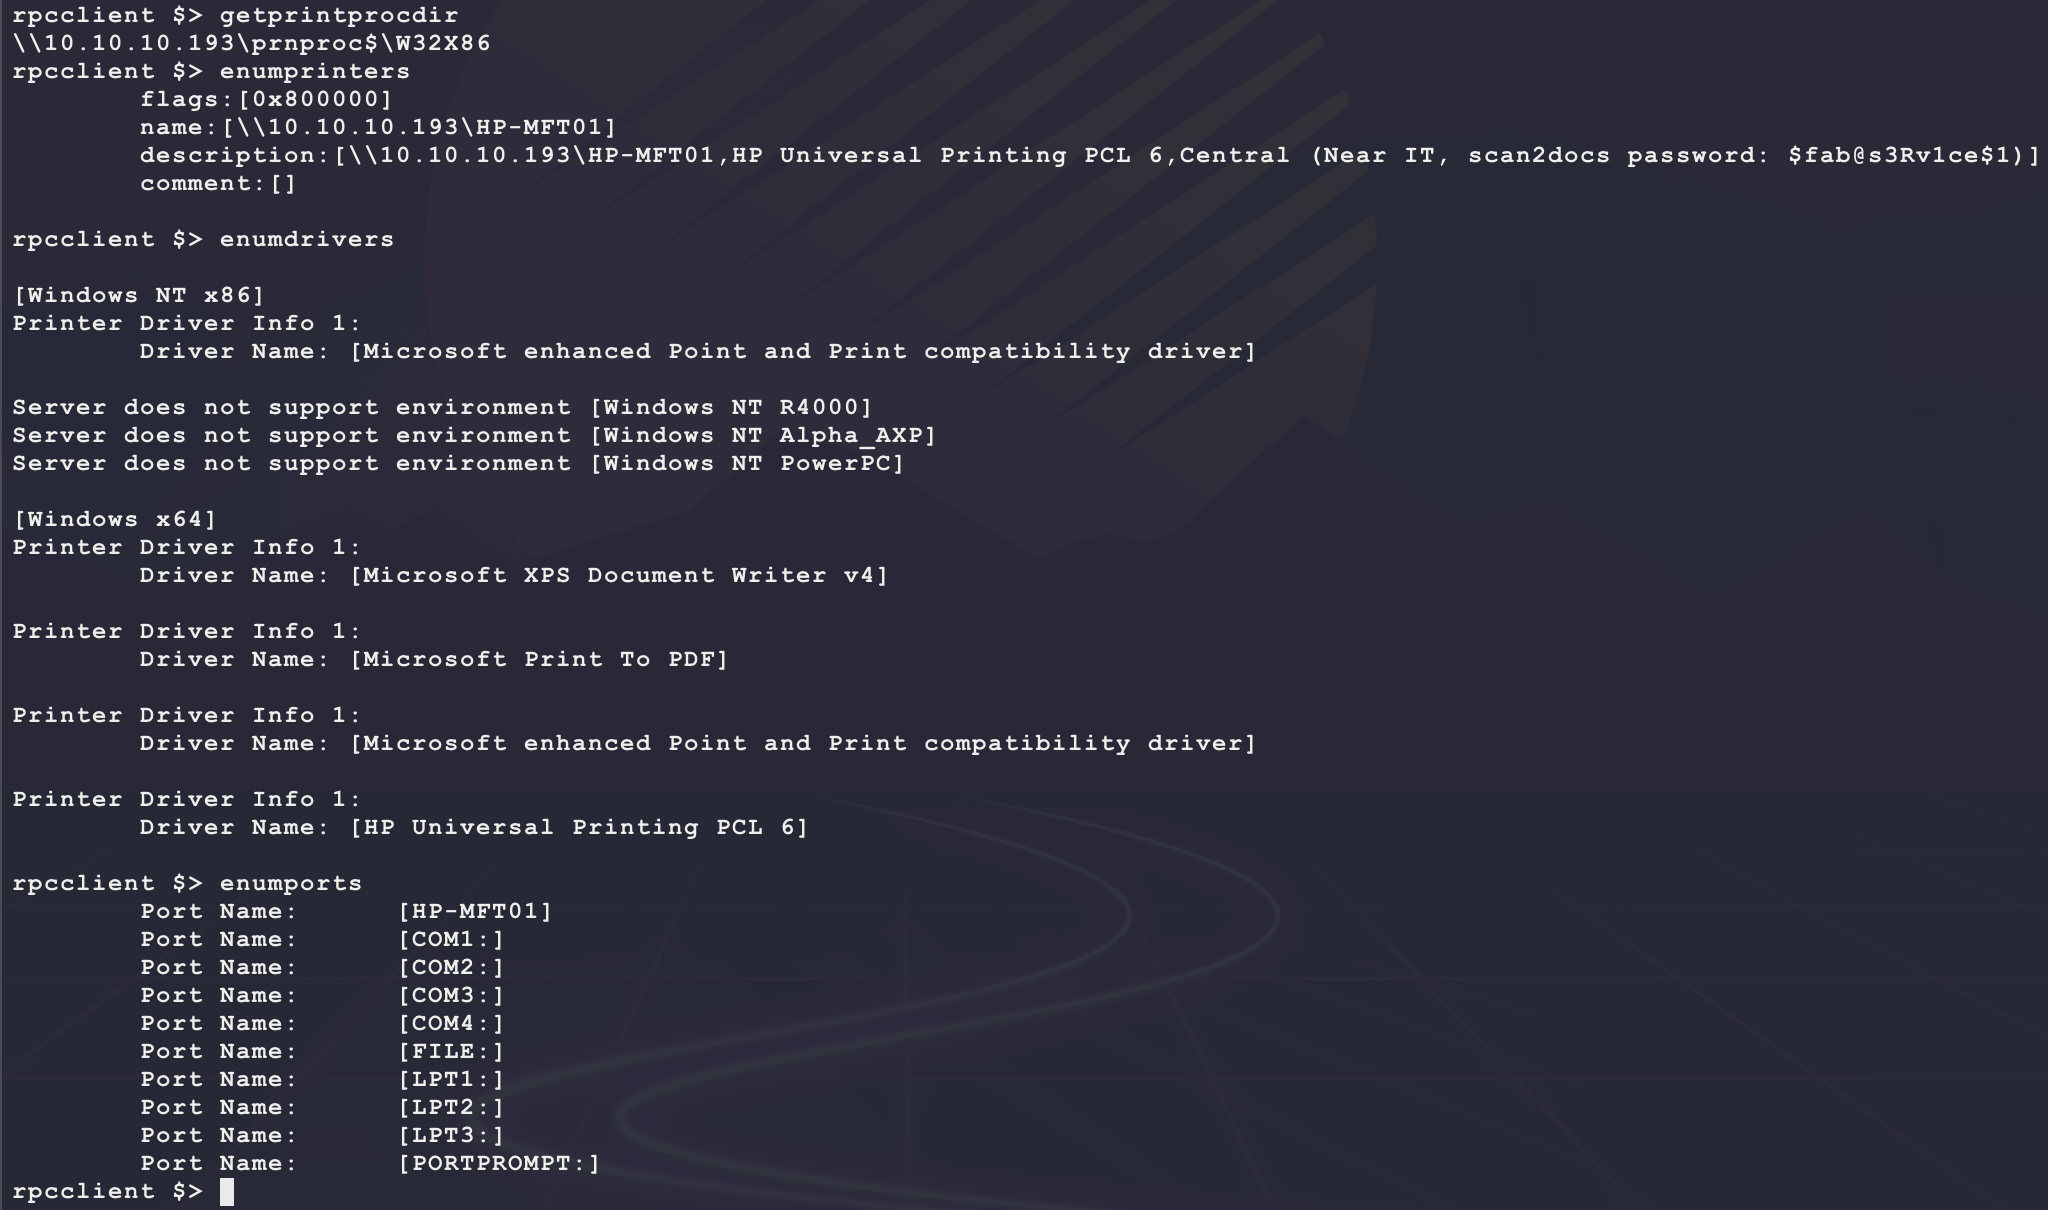 rpcclient $> getprintprocdir
\\10.10.10.193\prnproc$\W32X86
rpcclient $> enumprinters
        flags:[0x800000]
        name:[\\10.10.10.193\HP-MFT01]
        description:[\\10.10.10.193\HP-MFT01,HP Universal Printing PCL 6,Central (Near IT, scan2docs password: $fab@s3Rv1ce$1)]
        comment:[]

rpcclient $> enumdrivers

[Windows NT x86]
Printer Driver Info 1:
        Driver Name: [Microsoft enhanced Point and Print compatibility driver]

Server does not support environment [Windows NT R4000]
Server does not support environment [Windows NT Alpha_AXP]
Server does not support environment [Windows NT PowerPC]

[Windows x64]
Printer Driver Info 1:
        Driver Name: [Microsoft XPS Document Writer v4]

Printer Driver Info 1:
        Driver Name: [Microsoft Print To PDF]

Printer Driver Info 1:
        Driver Name: [Microsoft enhanced Point and Print compatibility driver]

Printer Driver Info 1:
        Driver Name: [HP Universal Printing PCL 6]

rpcclient $> enumports
        Port Name:      [HP-MFT01]
        Port Name:      [COM1:]
        Port Name:      [COM2:]
        Port Name:      [COM3:]
        Port Name:      [COM4:]
        Port Name:      [FILE:]
        Port Name:      [LPT1:]
        Port Name:      [LPT2:]
        Port Name:      [LPT3:]
        Port Name:      [PORTPROMPT:]
rpcclient $>